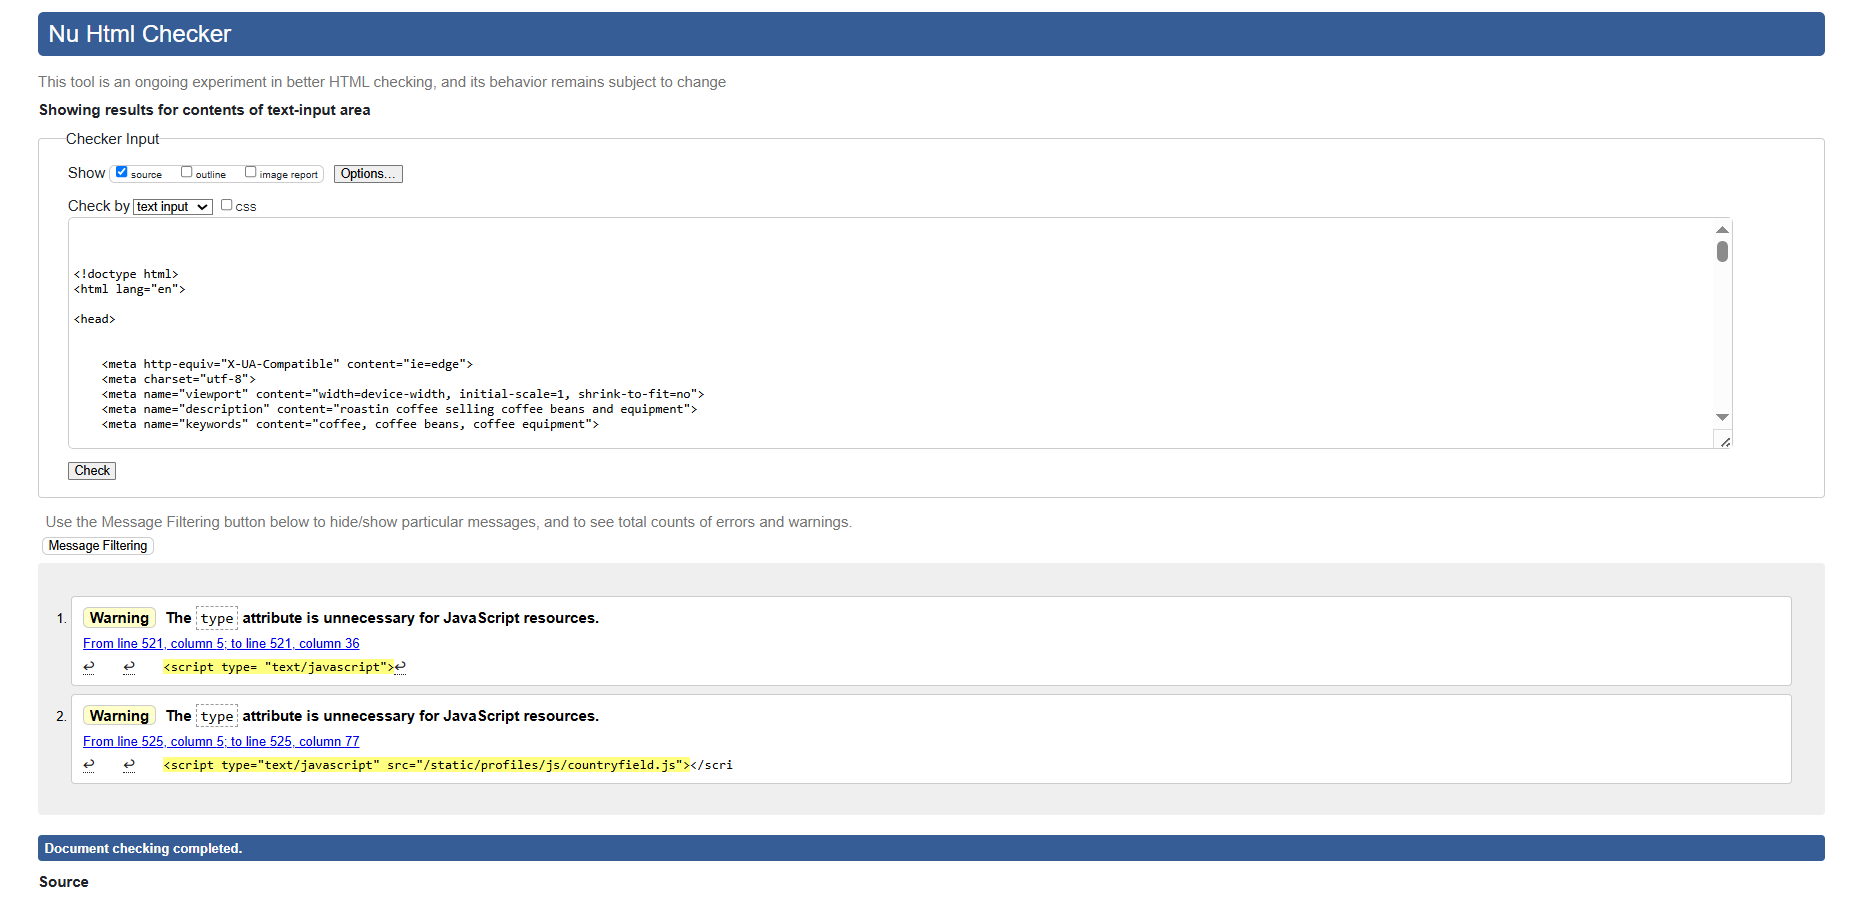 Nu Html Checker
This tool is an ongoing experiment in better HTML checking, and its behavior remains subject to change
Showing results for contents of text-input area
Checker Input
Show source outline image report Options...
Check by text input css
<!doctype html>
<html lang="en">
<head>
<meta http-equiv="X-UA-Compatible" content="ie=edge">
<meta charset="utf-8">
<meta name="viewport" content="width=device-width, initial-scale=1, shrink-to-fit=no">
<meta name="description" content="roastin coffee selling coffee beans and equipment">
<meta name="keywords" content="coffee, coffee beans, coffee equipment">
Check
Use the Message Filtering button below to hide/show particular messages, and to see total counts of errors and warnings.
Message Filtering
1. Warning The type attribute is unnecessary for JavaScript resources.
From line 521, column 5; to line 521, column 36
↩ ↩ <script type= "text/javascript">↩
2. Warning The type attribute is unnecessary for JavaScript resources.
From line 525, column 5; to line 525, column 77
↩ ↩ <script type="text/javascript" src="/static/profiles/js/countryfield.js"></scri
Document checking completed.
Source